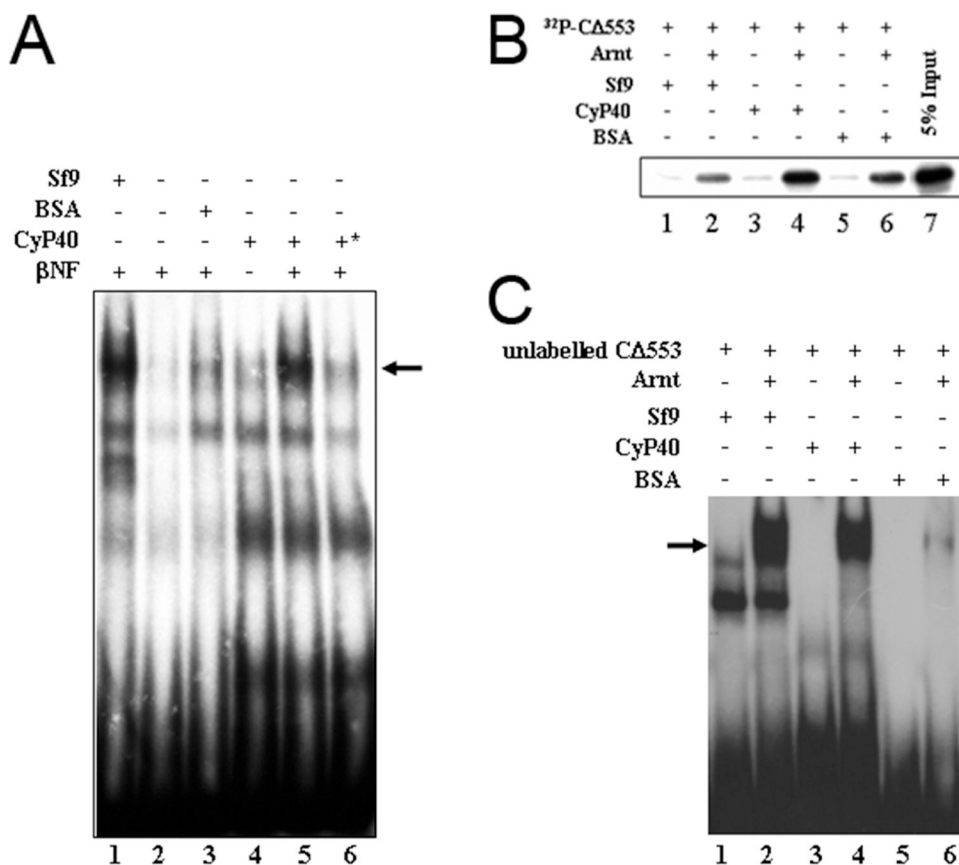 A
Sf9 + - - - - -
BSA - - + - - -
CyP40 - - - + + +*
βNF + + + - + +
1 2 3 4 5 6
B
³²P-CΔ553 + + + + + +
Arnt - + - + - +
Sf9 + + - - - -
CyP40 - - + + - -
BSA - - - - + +
5% Input
1 2 3 4 5 6 7
C
unlabelled CΔ553 + + + + + +
Arnt - + - + - +
Sf9 + + - - - -
CyP40 - - + + - -
BSA - - - - + +
1 2 3 4 5 6